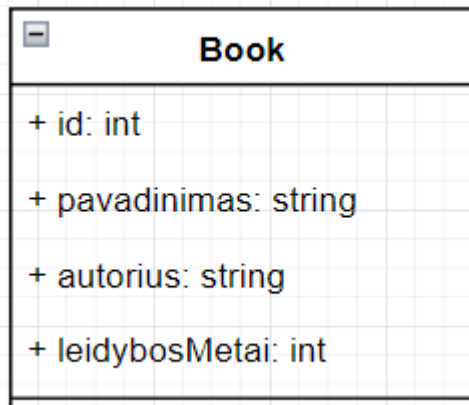 Book
+ id: int
+ pavadinimas: string
+ autorius: string
+ leidybosMetai: int